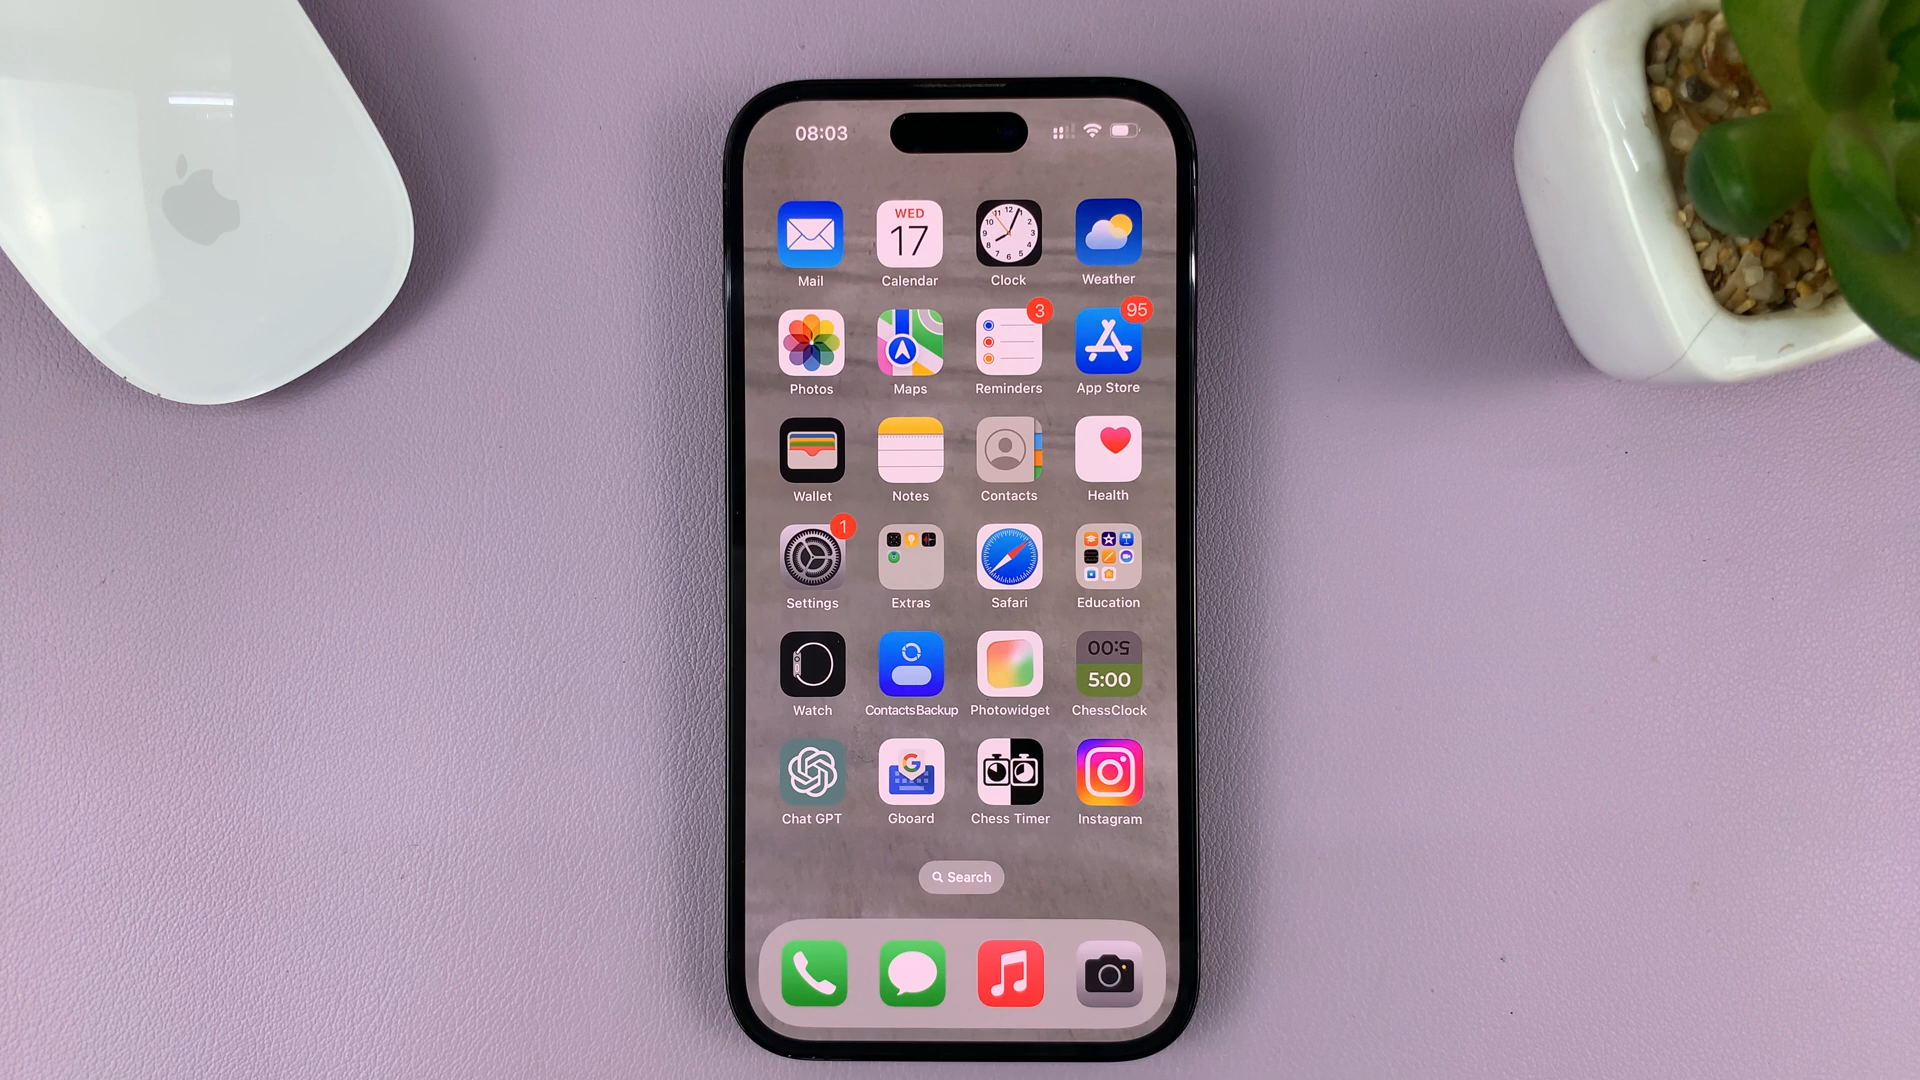 08:03
WED
17
Mail Calendar Clock Weather
3 95
Photos Maps Reminders App Store
Wallet Notes Contacts Health
1
Settings Extras Safari Education
5:00
5:00
Watch ContactsBackup Photowidget ChessClock
G
Chat GPT Gboard Chess Timer Instagram
Search